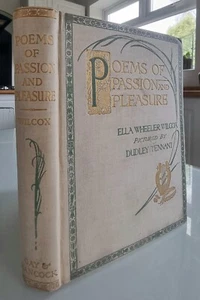 POEMS
OF
PASSION
AND
PLEASURE
WILCOX
GAY &
HANCOCK
POEMS OF
PASSION AND
PLEASURE
ELLA WHEELER WILCOX
PICTURED BY
DUDLEY TENNANT